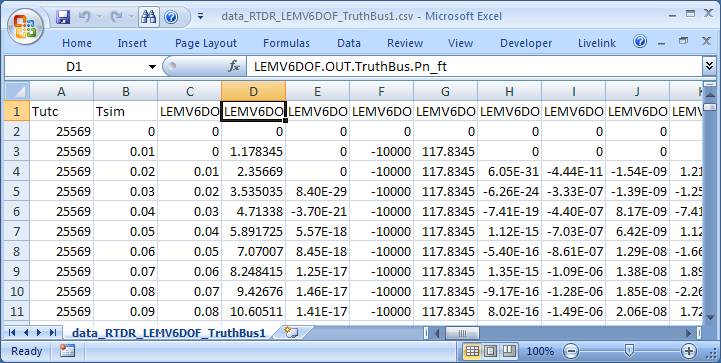 data_RTDR_LEMV6DOF_TruthBus1.csv - Microsoft Excel
Home Insert Page Layout Formulas Data Review View Developer Livelink
D1 fx LEMV6DOF.OUT.TruthBus.Pn_ft
A B C D E F G H I J K
1 Tutc Tsim LEMV6DO LEMV6DO LEMV6DO LEMV6DO LEMV6DO LEMV6DO LEMV6DO LEMV6DO LEMV6DO
2 25569 0 0 0 0 0 0 0 0 0
3 25569 0.01 0 1.178345 0 -10000 117.8345 0 0 0
4 25569 0.02 0.01 2.35669 0 -10000 117.8345 6.05E-31 -4.44E-11 -1.54E-09 1.21
5 25569 0.03 0.02 3.535035 8.40E-29 -10000 117.8345 -6.26E-24 -3.33E-07 -1.39E-09 -1.25
6 25569 0.04 0.03 4.71338 -3.70E-21 -10000 117.8345 -7.41E-19 -4.40E-07 8.17E-09 -7.41
7 25569 0.05 0.04 5.891725 5.57E-18 -10000 117.8345 1.12E-15 -7.03E-07 6.42E-09 1.12
8 25569 0.06 0.05 7.07007 8.45E-18 -10000 117.8345 -5.40E-16 -8.61E-07 1.29E-08 -1.66
9 25569 0.07 0.06 8.248415 1.25E-17 -10000 117.8345 1.35E-15 -1.09E-06 1.38E-08 1.89
10 25569 0.08 0.07 9.42676 1.46E-17 -10000 117.8345 -9.17E-16 -1.28E-06 1.85E-08 -2.26
11 25569 0.09 0.08 10.60511 1.41E-17 -10000 117.8345 8.02E-16 -1.49E-06 2.06E-08 1.72
data_RTDR_LEMV6DOF_TruthBus1
Ready 100%